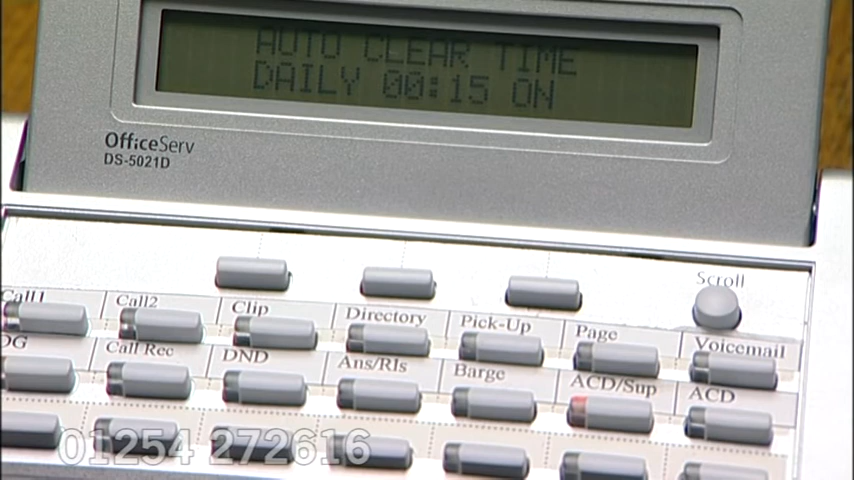 AUTO CLEAR TIME
DAILY 00:15 ON
OfficeServ
DS-5021D
Scroll
Call1 Call2 Clip Directory Pick-Up Page Voicemail
Call Rec DND Ans/Rls Barge ACD/Sup ACD
01254 272616